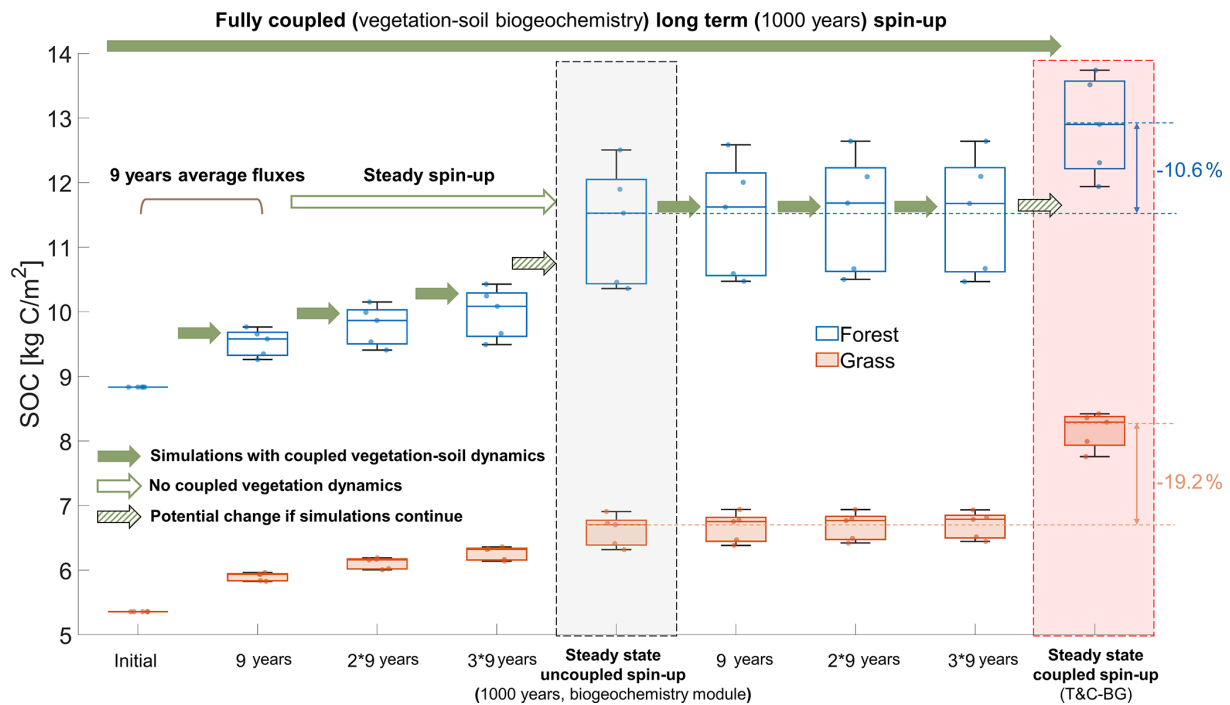 Fully coupled (vegetation-soil biogeochemistry) long term (1000 years) spin-up
14
13
12
11
10
9
8
7
6
5
SOC [kg C/m²]
9 years average fluxes
Steady spin-up
-10.6 %
-19.2 %
Forest
Grass
Simulations with coupled vegetation-soil dynamics
No coupled vegetation dynamics
Potential change if simulations continue
Initial
9 years
2*9 years
3*9 years
Steady state
uncoupled spin-up
(1000 years, biogeochemistry module)
9 years
2*9 years
3*9 years
Steady state
coupled spin-up
(T&C-BG)